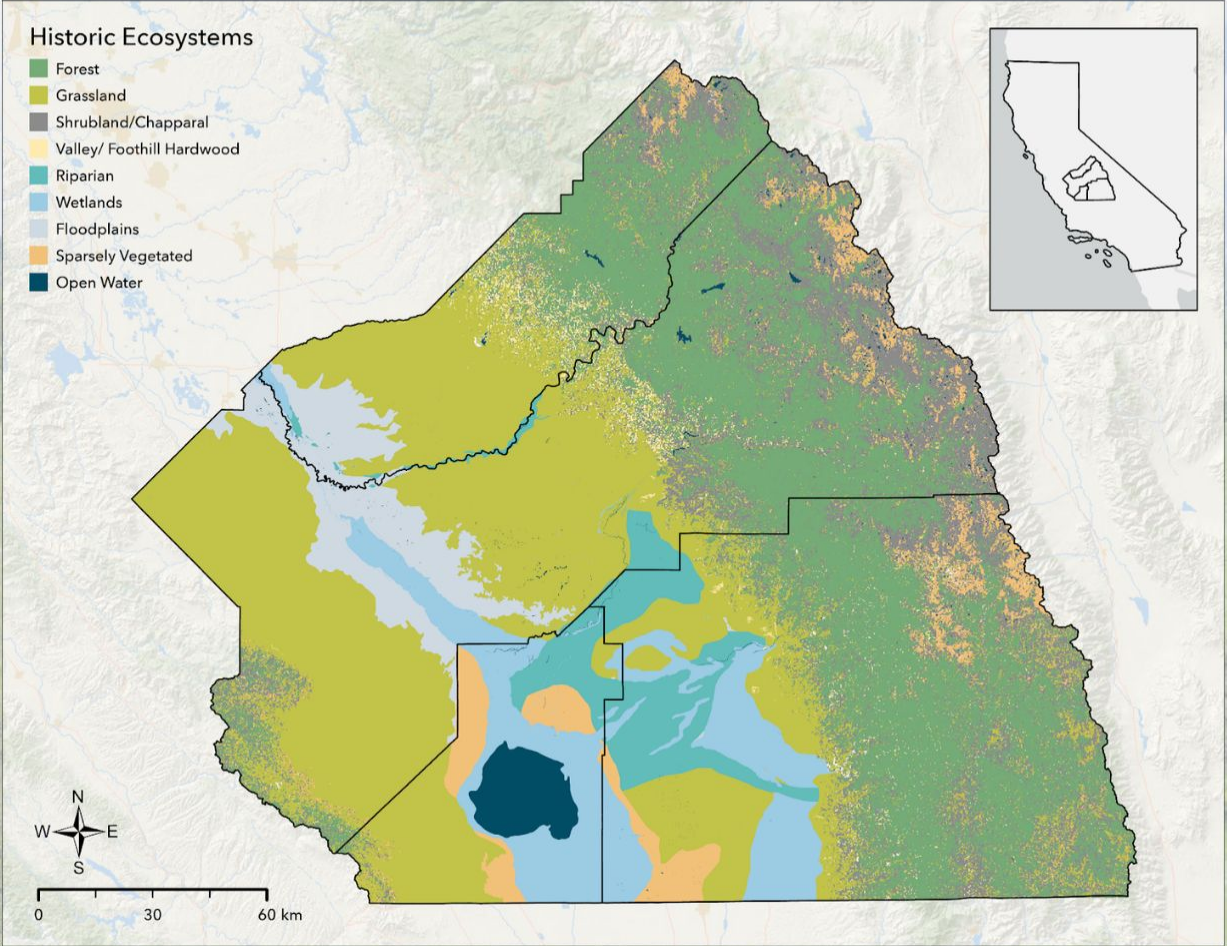 Historic Ecosystems
Forest
Grassland
Shrubland/Chapparal
Valley/ Foothill Hardwood
Riparian
Wetlands
Floodplains
Sparsely Vegetated
Open Water
N
W E
S
0 30 60 km